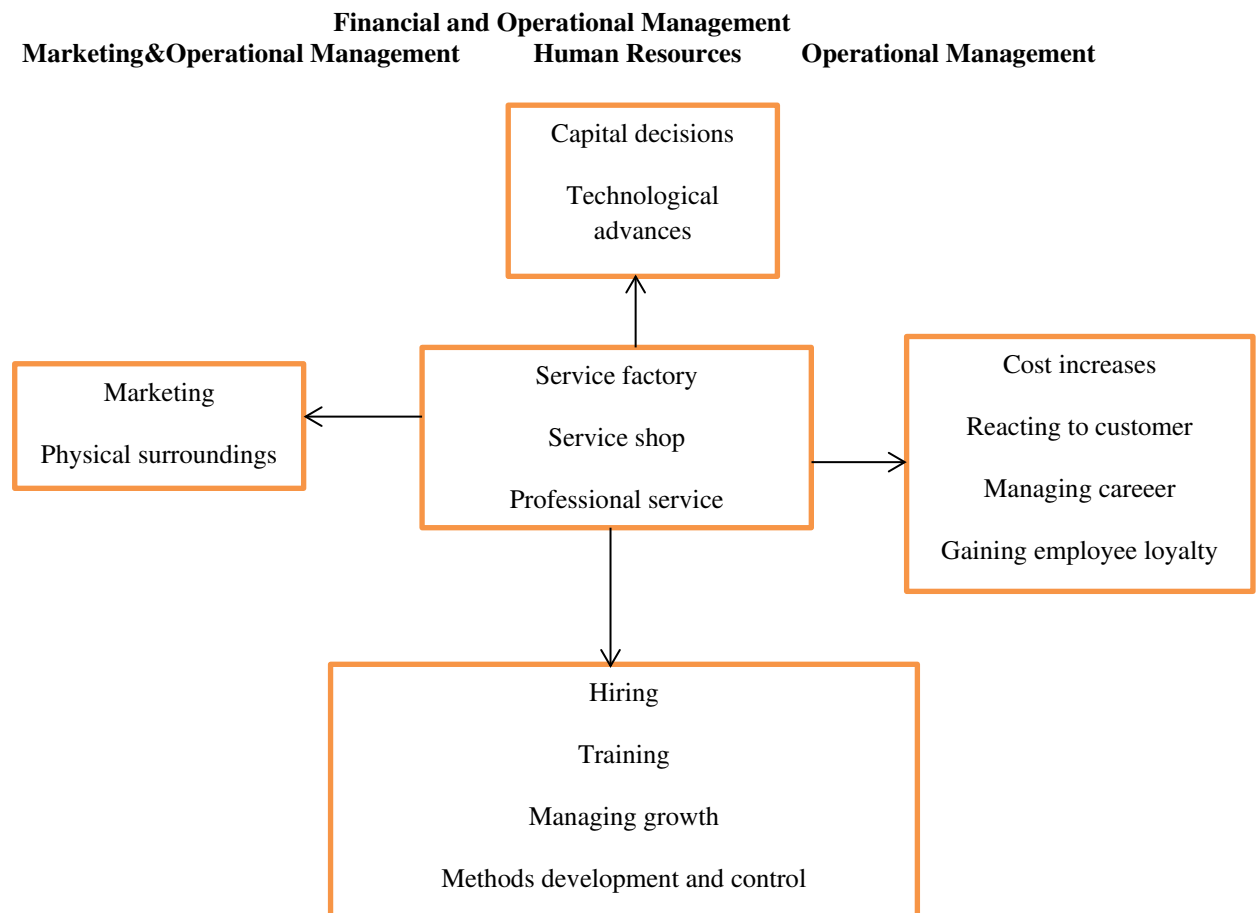 Financial and Operational Management
Marketing&Operational Management Human Resources Operational Management
Capital decisions
Technological
advances
Marketing
Physical surroundings
Service factory
Service shop
Professional service
Cost increases
Reacting to customer
Managing careeer
Gaining employee loyalty
Hiring
Training
Managing growth
Methods development and control